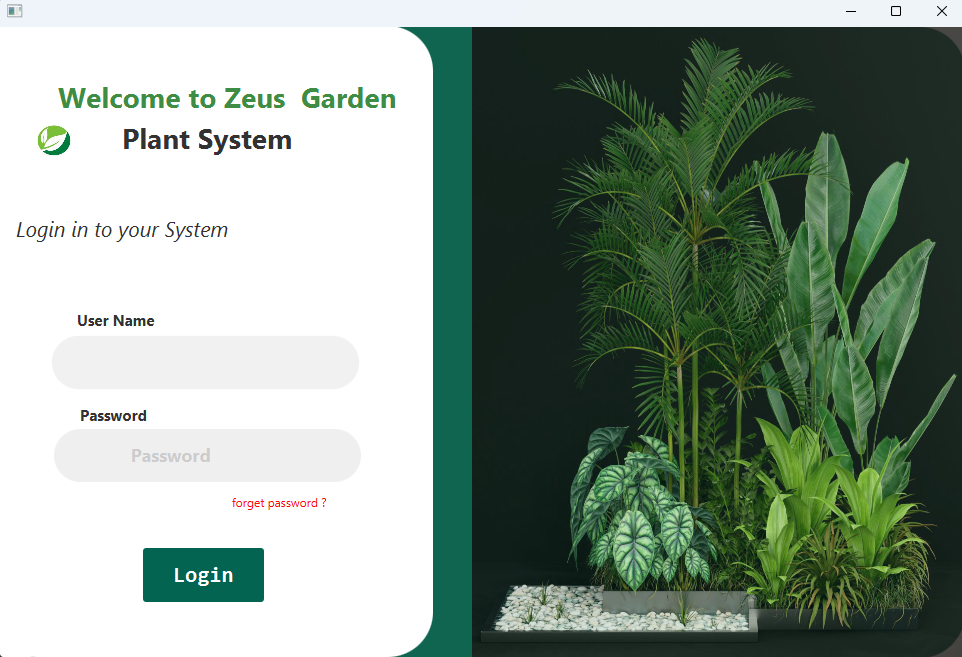 Welcome to Zeus  Garden
Plant System
Login in to your System
User Name
Password
Password
forget password ?
Login